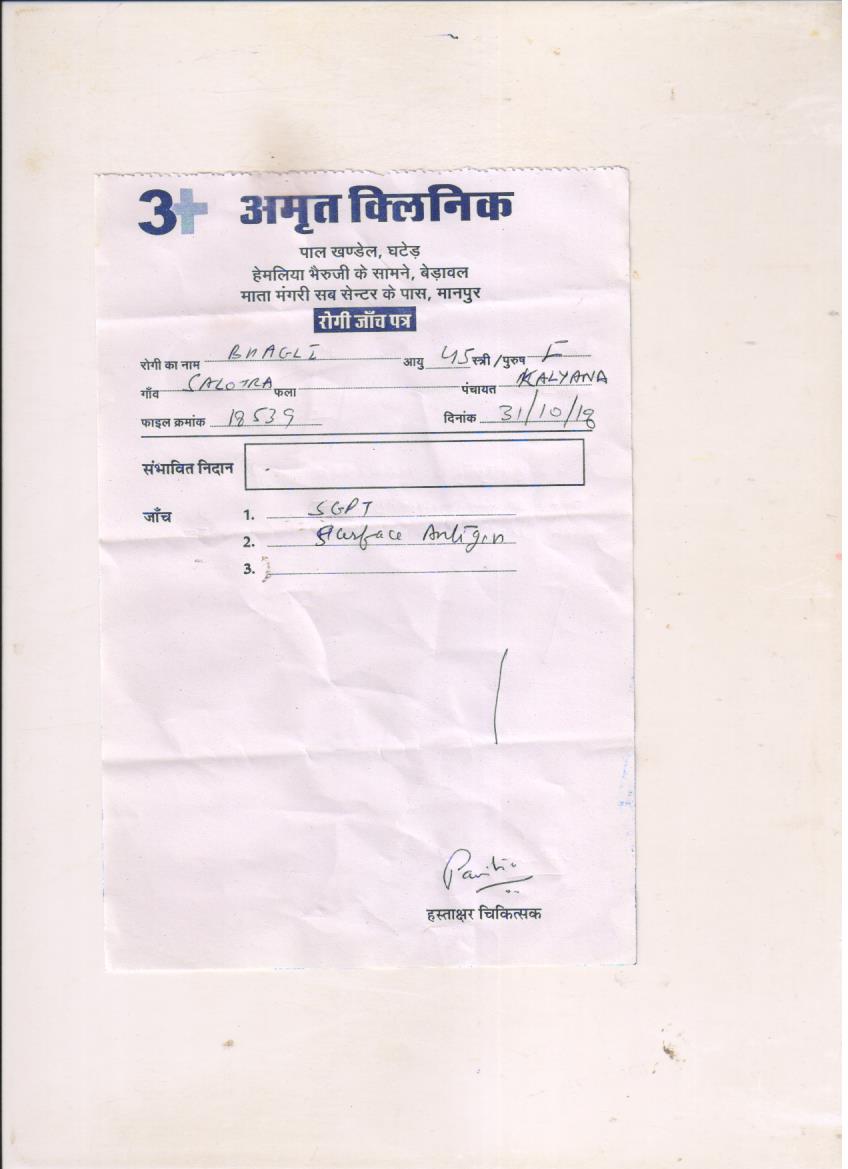 3+ अमृत क्लिनिक
पाल खण्डेल, घटेड़
हेमलिया भैरुजी के सामने, बेड़ावल
माता मंगरी सब सेन्टर के पास, मानपुर
रोगी जाँच पत्र
रोगी का नाम BHAGLI आयु 45 स्त्री/पुरुष F
गाँव SALOTRA फला पंचायत KALYANA
फाइल क्रमांक 18539 दिनांक 31/10/18
संभावित निदान
जाँच 1. SGPT
2. Surface Antigen
3.
हस्ताक्षर चिकित्सक